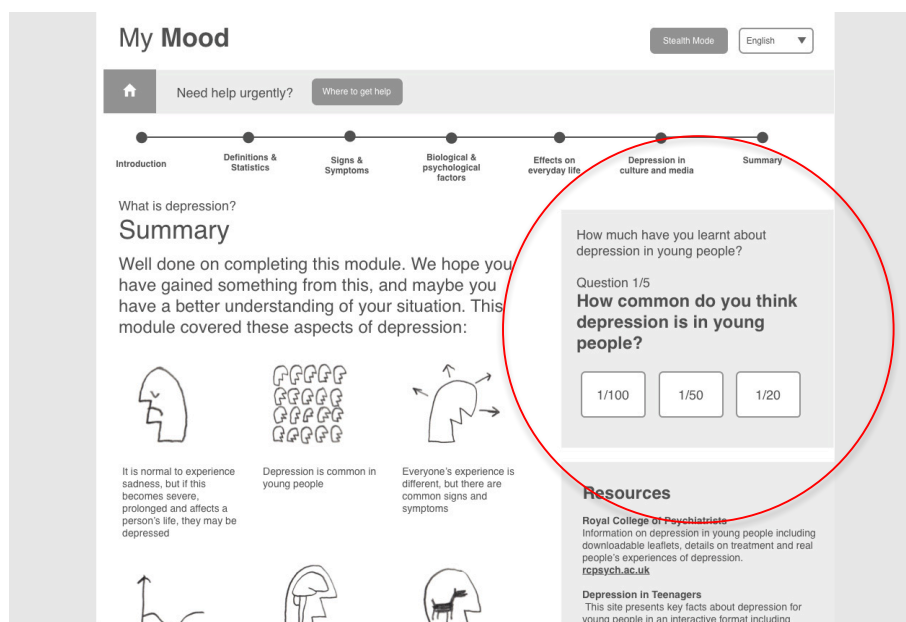 My Mood
Stealth Mode
English
Need help urgently?
Where to get help
Introduction
Definitions &
Statistics
Signs &
Symptoms
Biological &
psychological
factors
Effects on
everyday life
Depression in
culture and media
Summary
What is depression?
Summary
Well done on completing this module. We hope you
have gained something from this, and maybe you
have a better understanding of your situation. This
module covered these aspects of depression:
It is normal to experience
sadness, but if this
becomes severe,
prolonged and affects a
person's life, they may be
depressed
Depression is common in
young people
Everyone's experience is
different, but there are
common signs and
symptoms
How much have you learnt about
depression in young people?
Question 1/5
How common do you think
depression is in young
people?
1/100
1/50
1/20
Resources
Royal College of Psychiatrists
Information on depression in young people including
downloadable leaflets, details on treatment and real
people's experiences of depression.
rcpsych.ac.uk
Depression in Teenagers
This site presents key facts about depression for
young people in an interactive format including